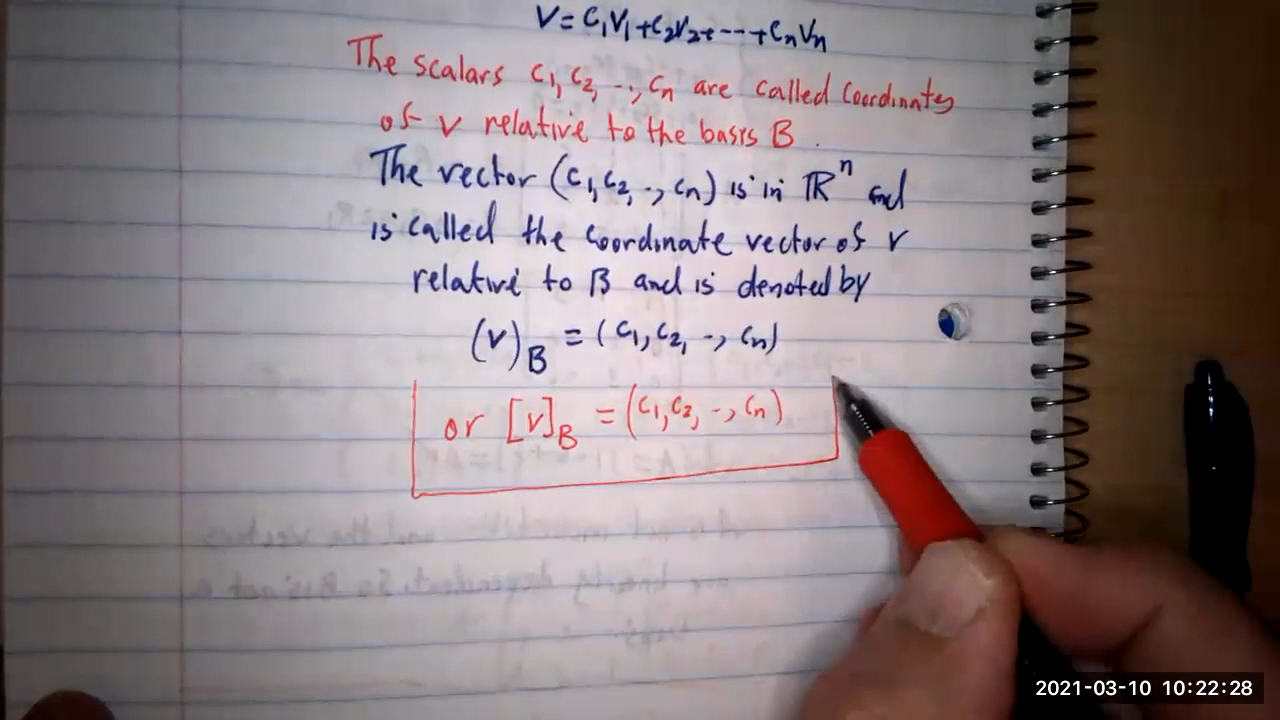 V = C₁V₁ + C₂V₂ + --- + CₙVₙ
The scalars C₁, C₂, --, Cₙ are called Coordinates
of V relative to the basis B.
The vector (C₁, C₂, --, Cₙ) is in ℝⁿ and
is called the coordinate vector of V
relative to B and is denoted by
(V)_B = (C₁, C₂, --, Cₙ)
or [V]_B = (C₁, C₂, --, Cₙ)
2021-03-10 10:22:28